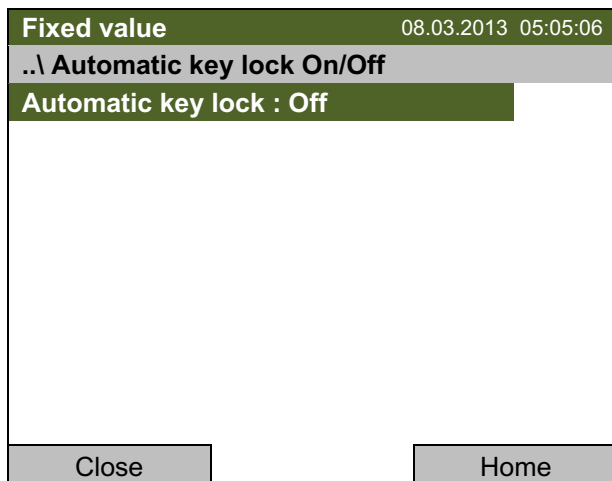 Fixed value 08.03.2013 05:05:06
..\ Automatic key lock On/Off
Automatic key lock : Off
Close Home